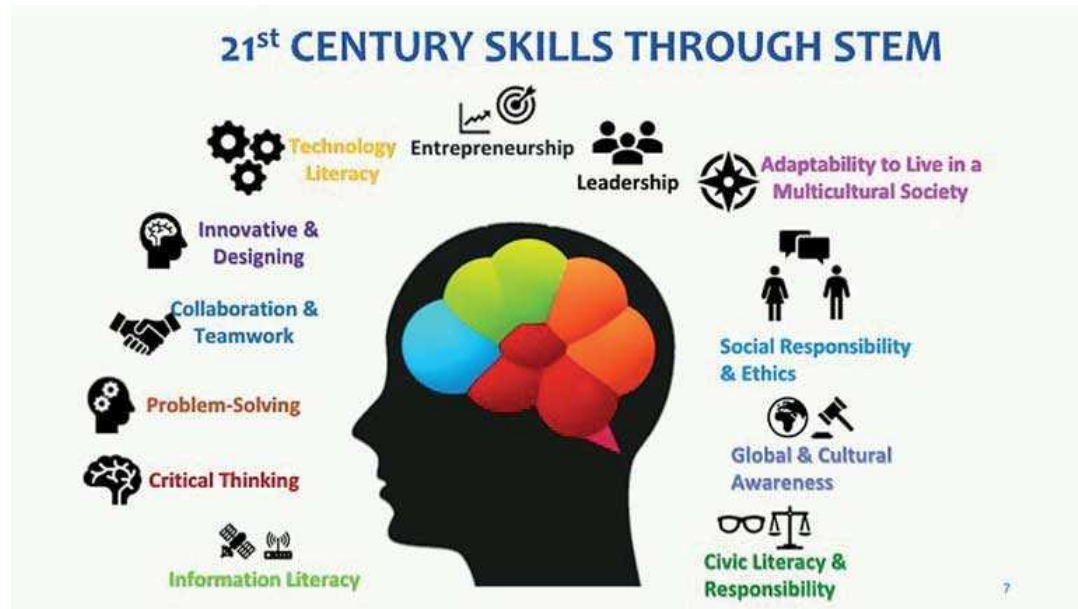 21st CENTURY SKILLS THROUGH STEM
Technology
Literacy
Entrepreneurship
Leadership
Adaptability to Live in a
Multicultural Society
Innovative &
Designing
Collaboration &
Teamwork
Problem-Solving
Critical Thinking
Information Literacy
Social Responsibility
& Ethics
Global & Cultural
Awareness
Civic Literacy &
Responsibility
7